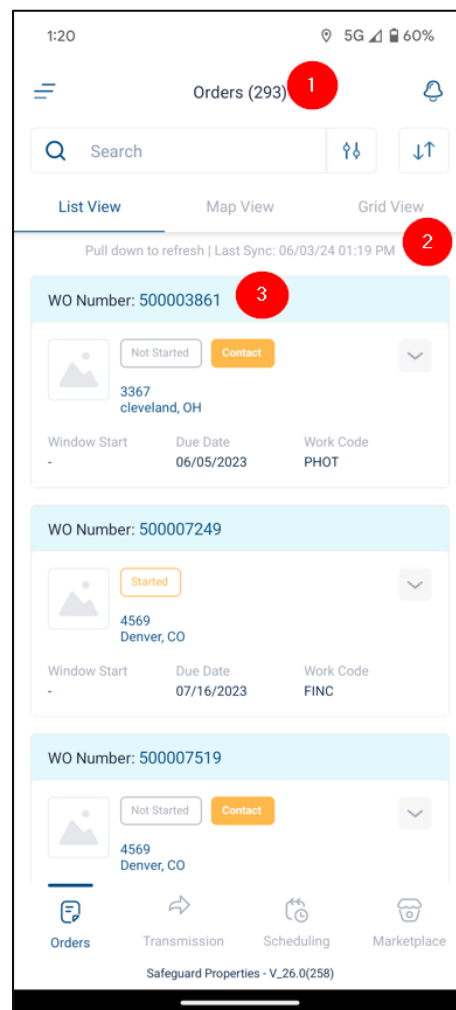 1:20 5G 60%
Orders (293) 1
Search
List View Map View Grid View
Pull down to refresh | Last Sync: 06/03/24 01:19 PM 2
WO Number: 500003861 3
Not Started Contact
3367
cleveland, OH
Window Start Due Date Work Code
- 06/05/2023 PHOT
WO Number: 500007249
Started
4569
Denver, CO
Window Start Due Date Work Code
- 07/16/2023 FINC
WO Number: 500007519
Not Started Contact
4569
Denver, CO
Orders Transmission Scheduling Marketplace
Safeguard Properties - V_26.0(258)